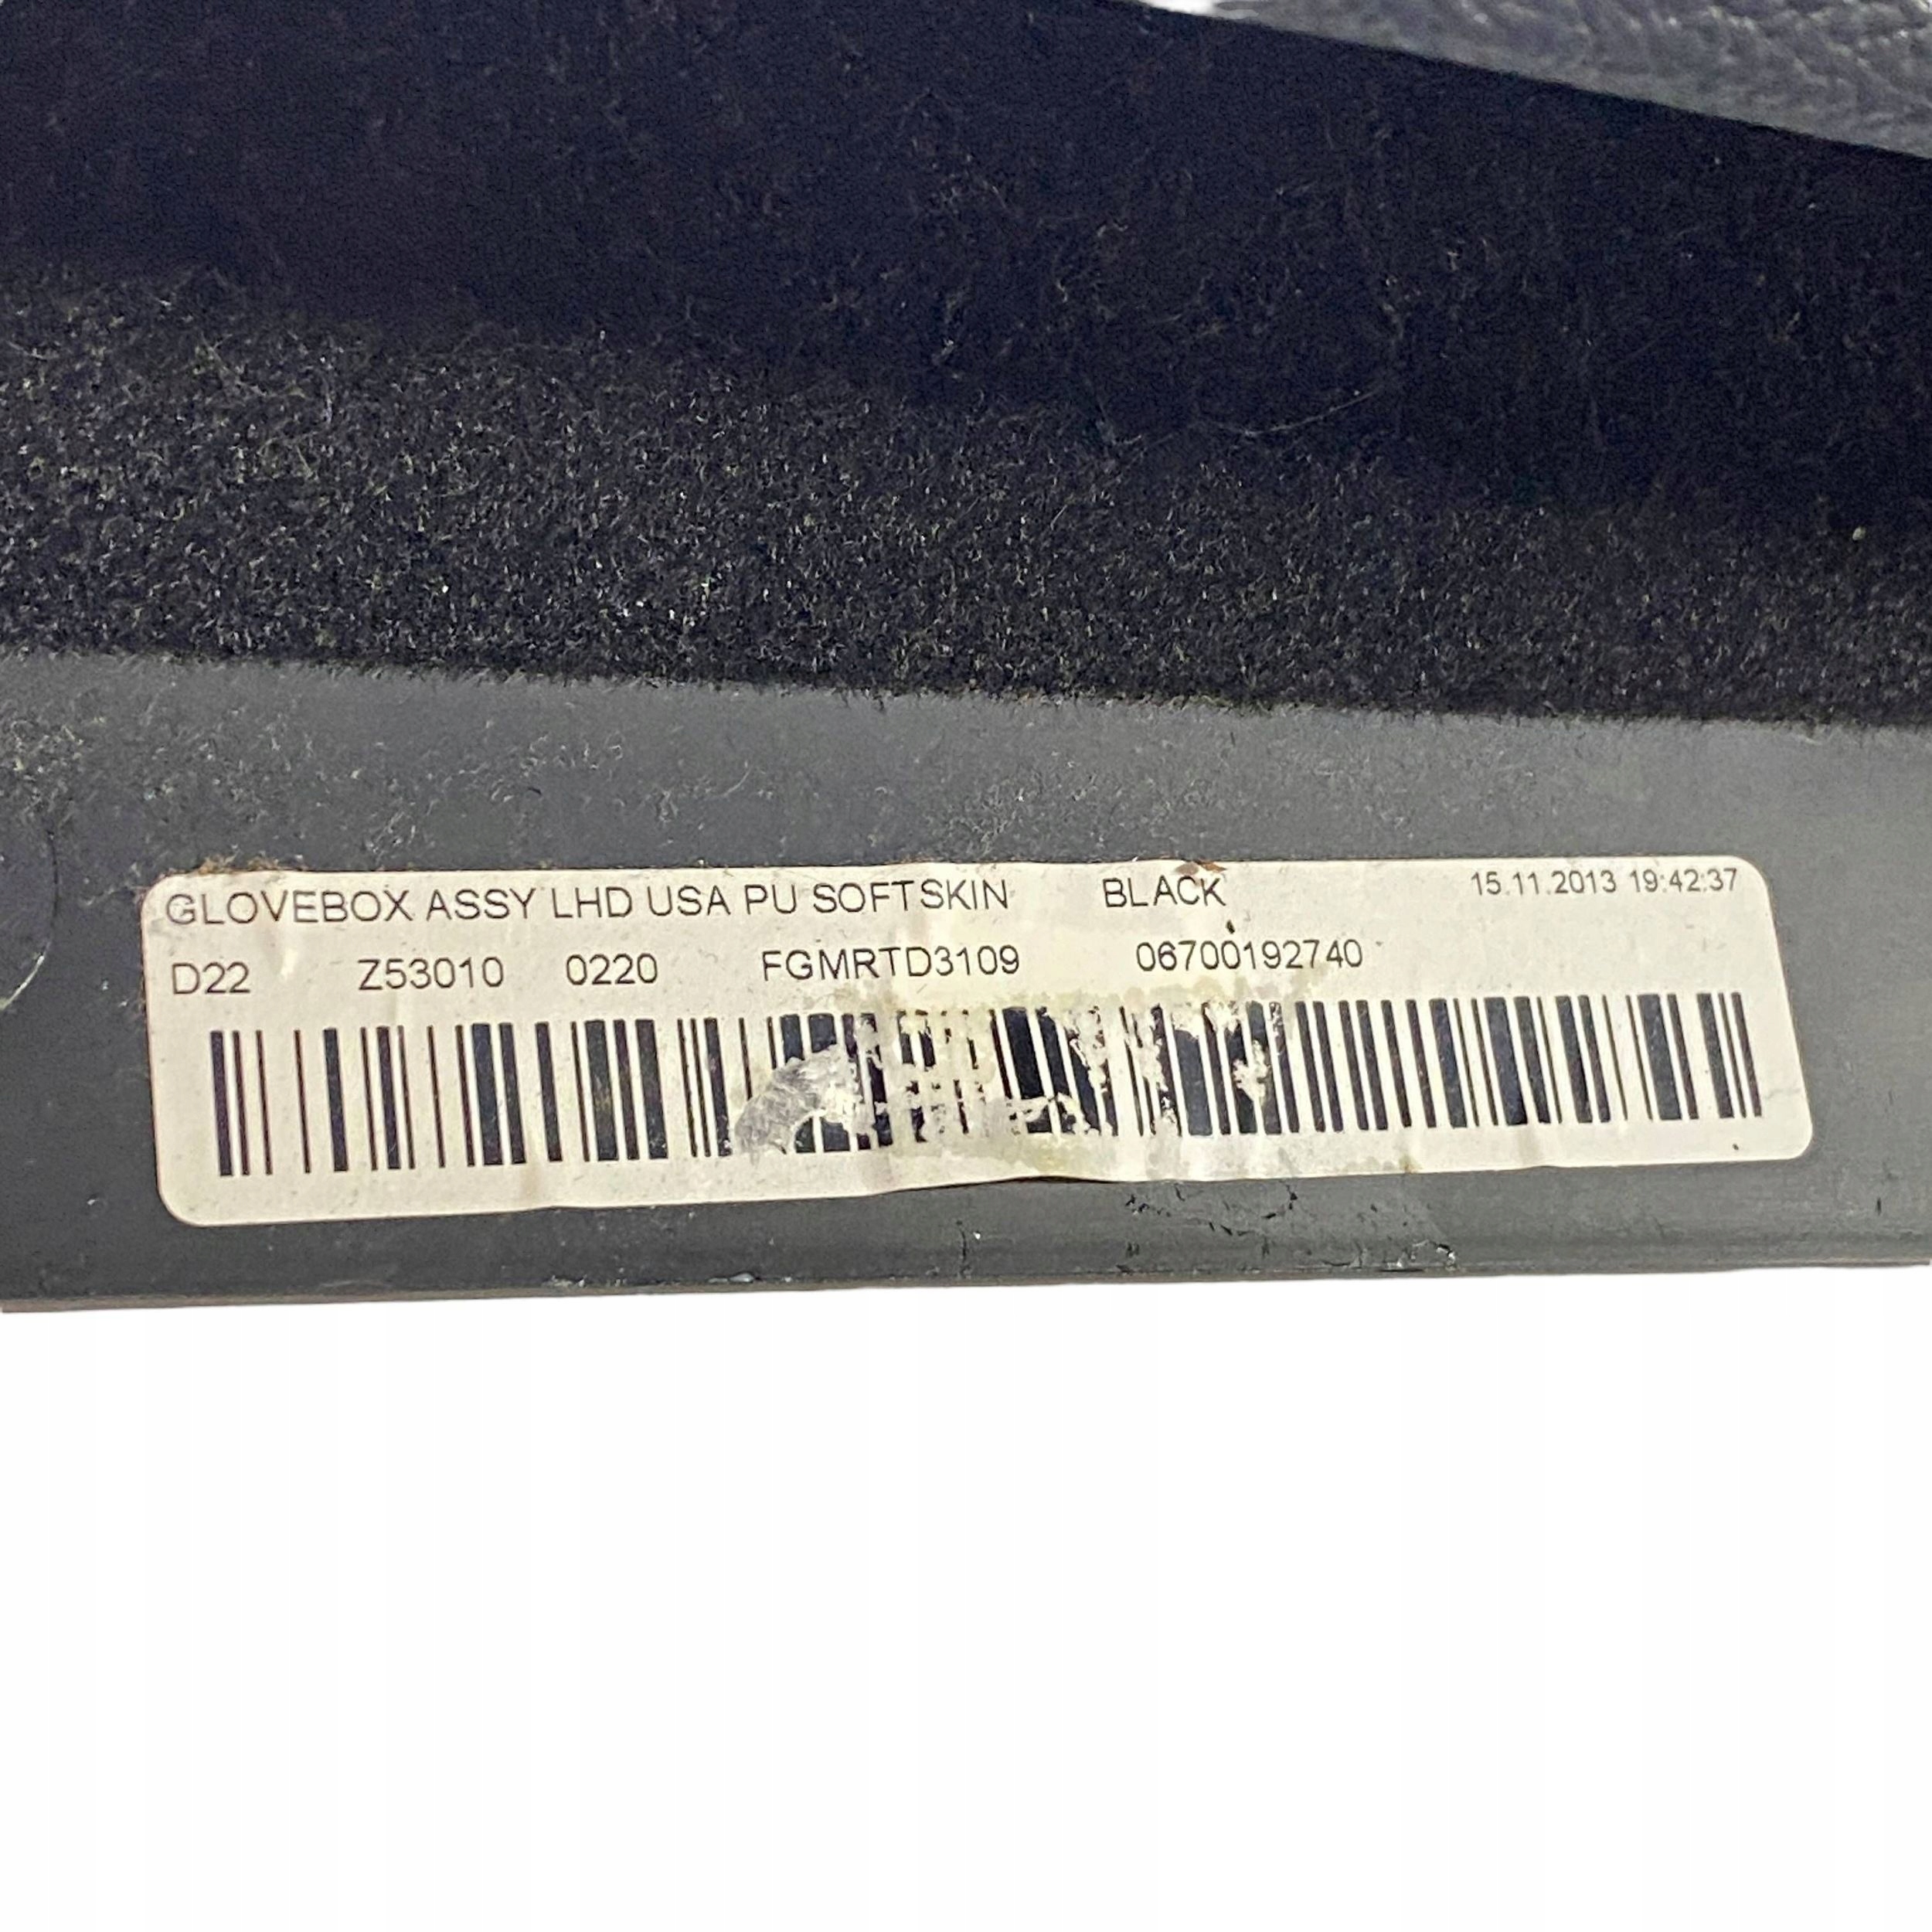 GLOVEBOX ASSY LHD USA PU SOFTSKIN BLACK 15.11.2013 19:42:37
D22 Z53010 0220 FGMRTD3109 06700192740